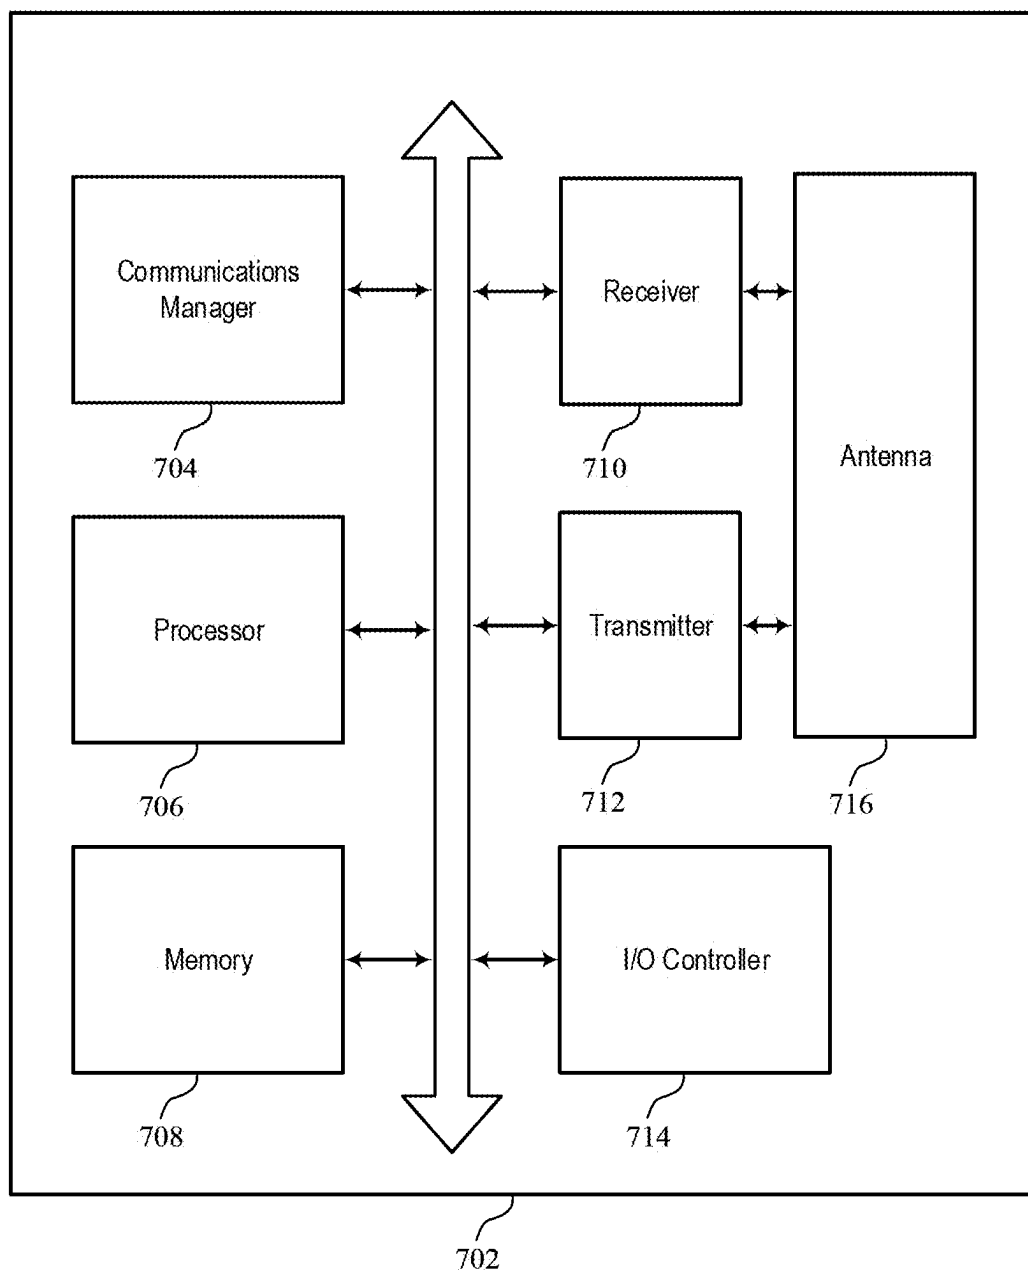 Communications
Manager
704
Receiver
710
Antenna
716
Processor
706
Transmitter
712
Memory
708
I/O Controller
714
702